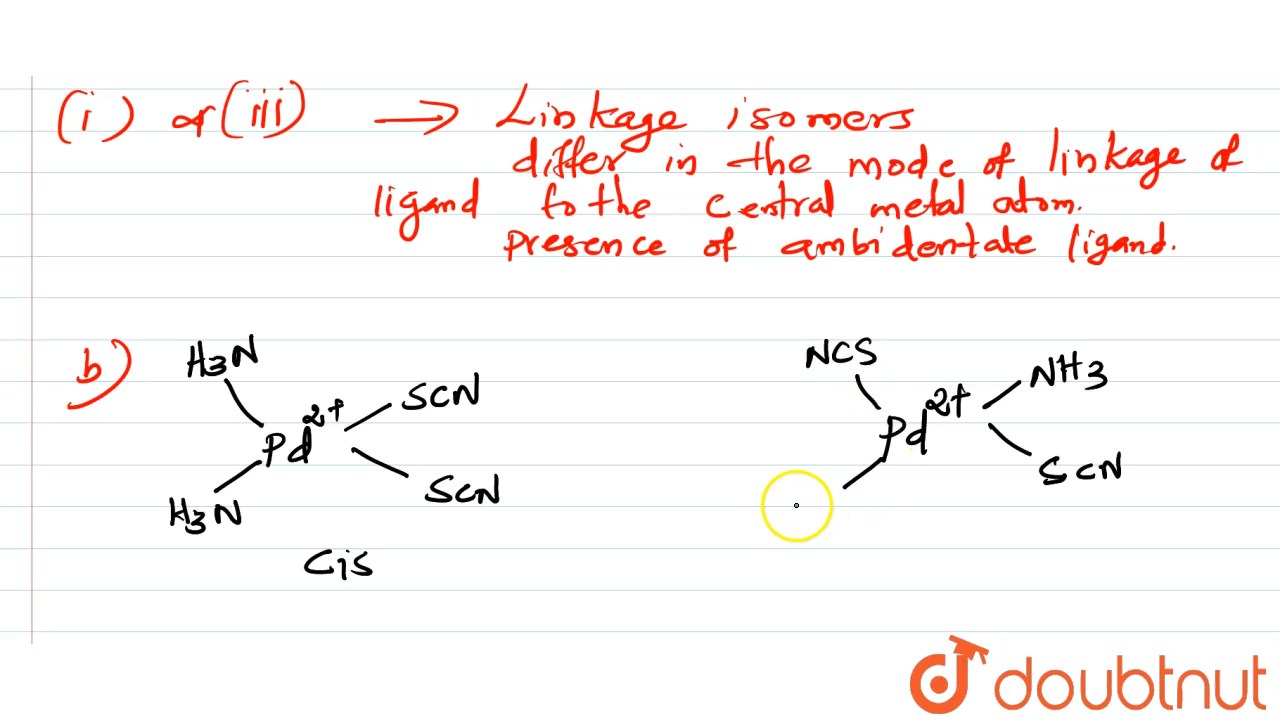 (i) or (iii) → Linkage isomers
differ in the mode of linkage of
ligand to the central metal atom.
presence of ambidentate ligand.
b)
H3N
SCN
Pd2+
SCN
H3N
Cis
NCS
NH3
Pd2+
SCN
doubtnut